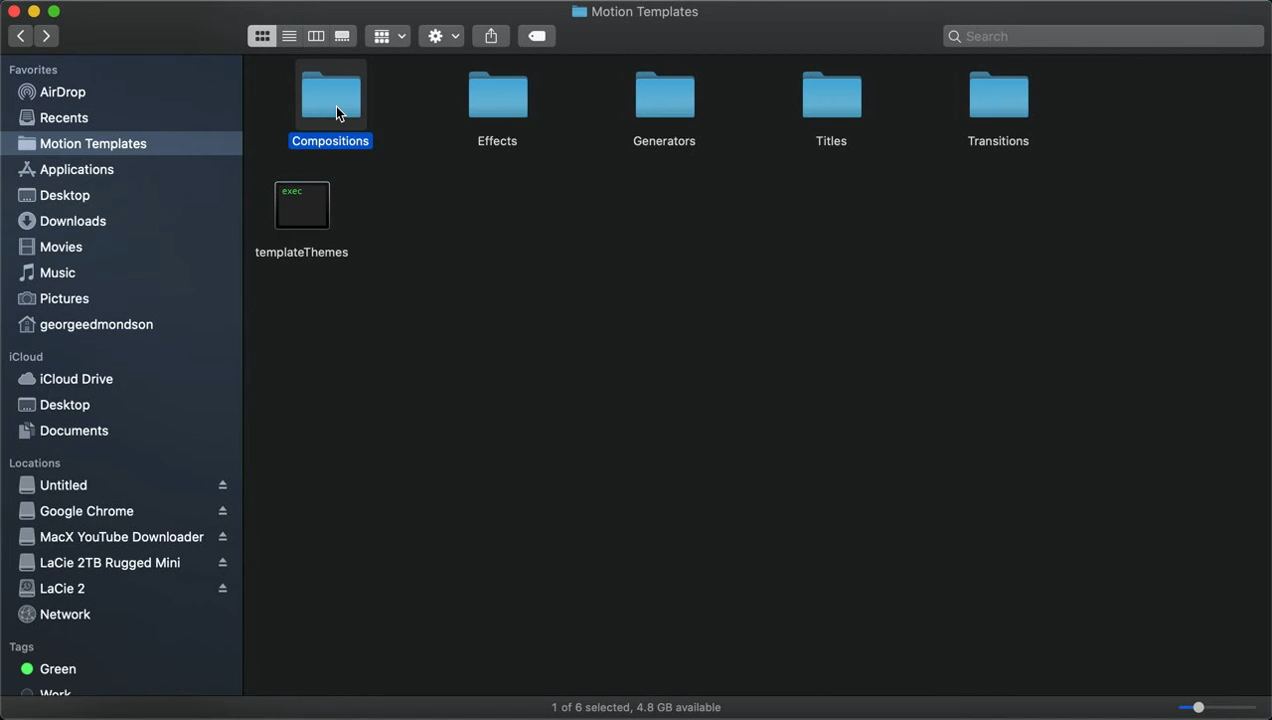 Motion Templates
Search
Favorites
AirDrop
Recents
Motion Templates
Applications
Desktop
Downloads
Movies
Music
Pictures
georgeedmondson
iCloud
iCloud Drive
Desktop
Documents
Locations
Untitled
Google Chrome
MacX YouTube Downloader
LaCie 2TB Rugged Mini
LaCie 2
Network
Tags
Green
Work
Compositions
Effects
Generators
Titles
Transitions
exec
templateThemes
1 of 6 selected, 4.8 GB available